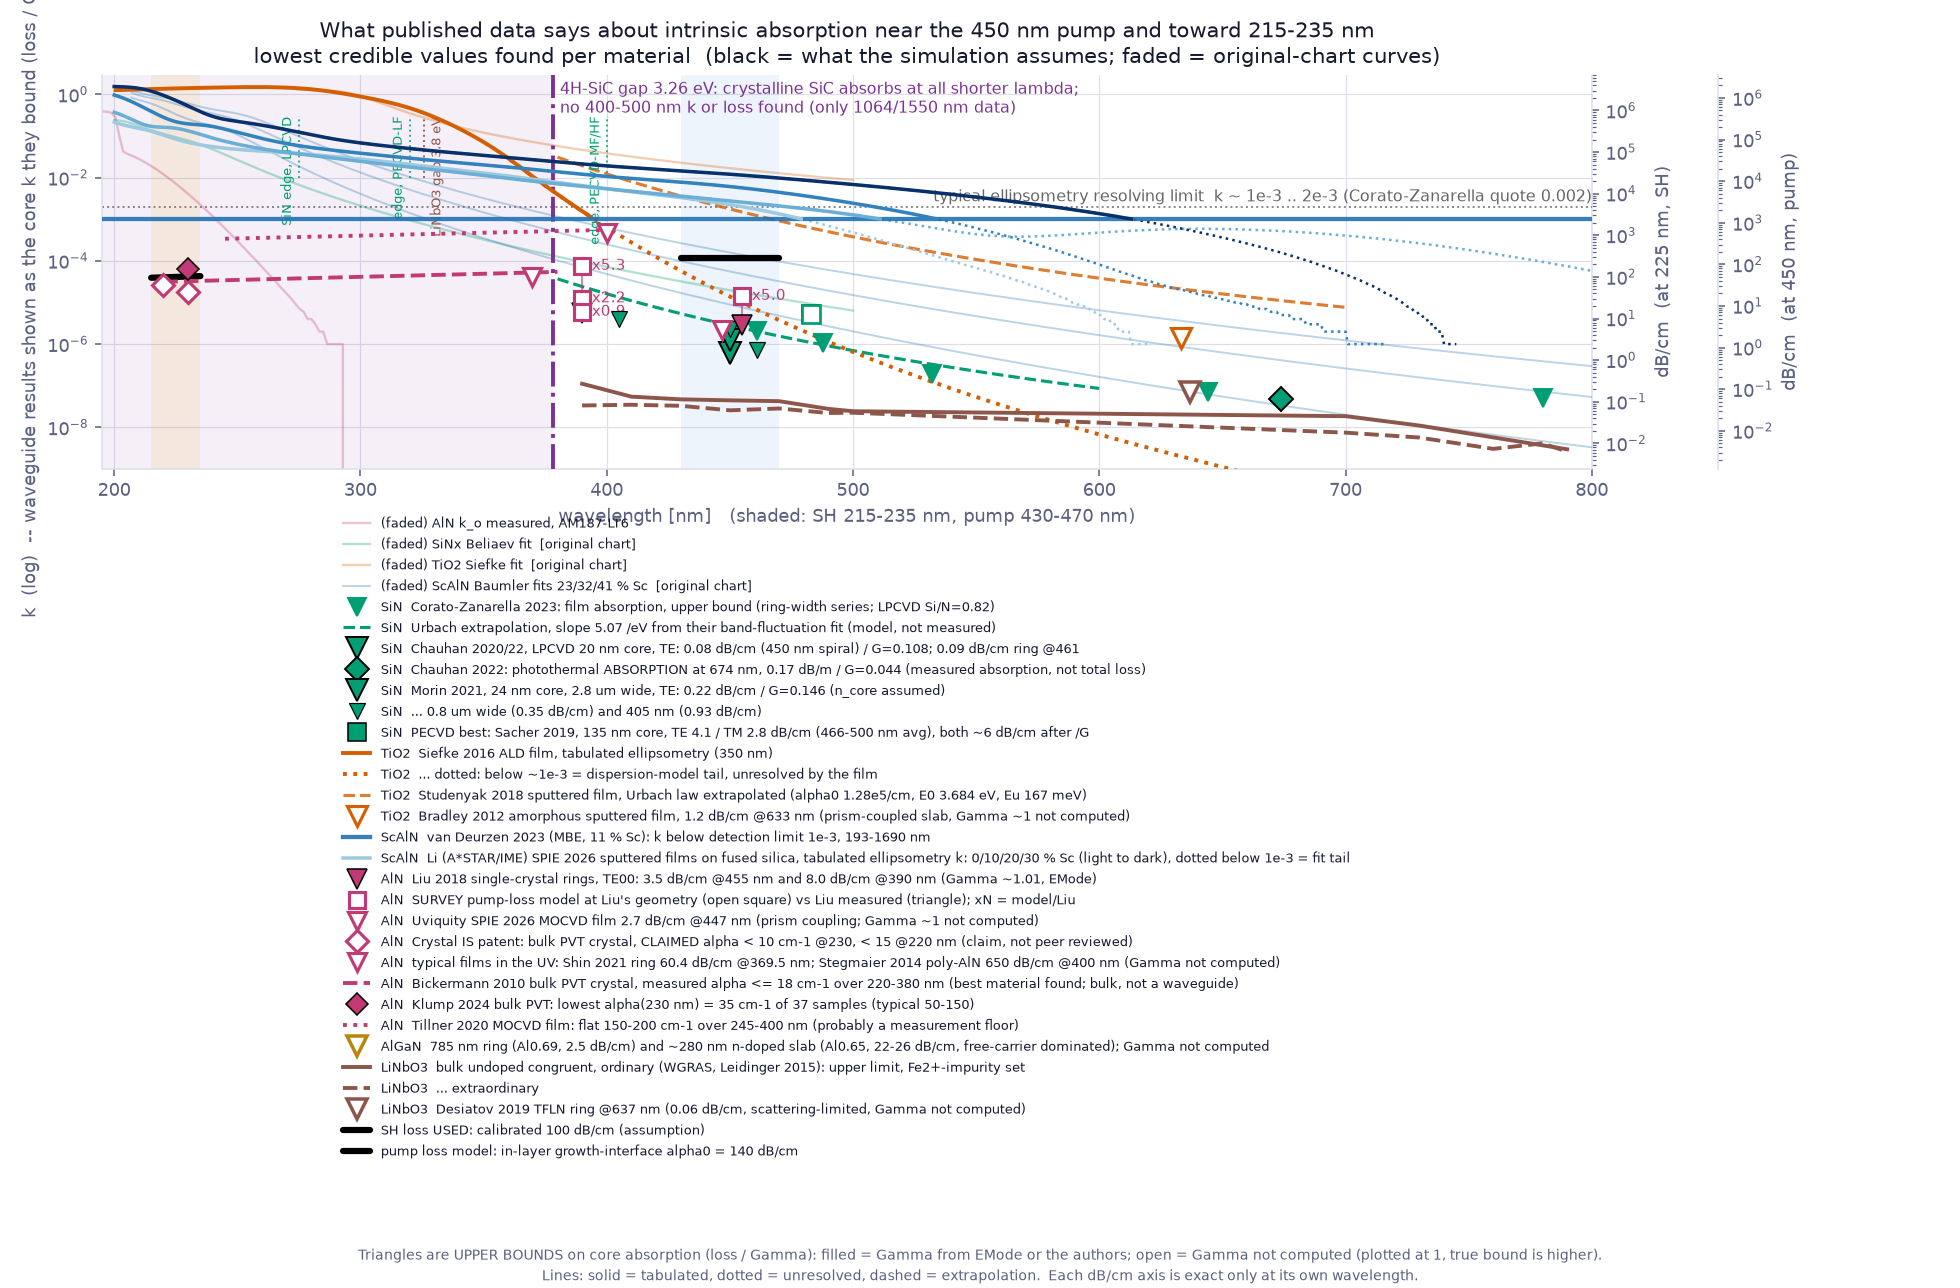 What published data says about intrinsic absorption near the 450 nm pump and toward 215-235 nm
lowest credible values found per material  (black = what the simulation assumes; faded = original-chart curves)
k  (log)   -- waveguide results shown as the core k they bound (loss /
10⁰
10⁻²
10⁻⁴
10⁻⁶
10⁻⁸
4H-SiC gap 3.26 eV: crystalline SiC absorbs at all shorter lambda;
no 400-500 nm k or loss found (only 1064/1550 nm data)
SiN edge, LPCVD
edge, PECVD-LF
LiNbO3 gap 3.8 eV
edge, PECVD-MF/HF
typical ellipsometry resolving limit  k ~ 1e-3 .. 2e-3 (Corato-Zanarella quote 0.002)
x5.3
x2.2
x0.9
x5.0
10⁶
10⁵
10⁴
10³
10²
10¹
10⁰
10⁻¹
10⁻²
dB/cm  (at 225 nm, SH)
10⁶
10⁵
10⁴
10³
10²
10¹
10⁰
10⁻¹
10⁻²
dB/cm  (at 450 nm, pump)
200
300
400
500
600
700
800
wavelength [nm]   (shaded: SH 215-235 nm, pump 430-470 nm)
(faded) AlN k_o measured, AM187-LT6
(faded) SiNx Beliaev fit  [original chart]
(faded) TiO2 Siefke fit  [original chart]
(faded) ScAlN Baumler fits 23/32/41 % Sc  [original chart]
SiN  Corato-Zanarella 2023: film absorption, upper bound (ring-width series; LPCVD Si/N=0.82)
SiN  Urbach extrapolation, slope 5.07 /eV from their band-fluctuation fit (model, not measured)
SiN  Chauhan 2020/22, LPCVD 20 nm core, TE: 0.08 dB/cm (450 nm spiral) / G=0.108; 0.09 dB/cm ring @461
SiN  Chauhan 2022: photothermal ABSORPTION at 674 nm, 0.17 dB/m / G=0.044 (measured absorption, not total loss)
SiN  Morin 2021, 24 nm core, 2.8 um wide, TE: 0.22 dB/cm / G=0.146 (n_core assumed)
SiN  ... 0.8 um wide (0.35 dB/cm) and 405 nm (0.93 dB/cm)
SiN  PECVD best: Sacher 2019, 135 nm core, TE 4.1 / TM 2.8 dB/cm (466-500 nm avg), both ~6 dB/cm after /G
TiO2  Siefke 2016 ALD film, tabulated ellipsometry (350 nm)
TiO2  ... dotted: below ~1e-3 = dispersion-model tail, unresolved by the film
TiO2  Studenyak 2018 sputtered film, Urbach law extrapolated (alpha0 1.28e5/cm, E0 3.684 eV, Eu 167 meV)
TiO2  Bradley 2012 amorphous sputtered film, 1.2 dB/cm @633 nm (prism-coupled slab, Gamma ~1 not computed)
ScAlN  van Deurzen 2023 (MBE, 11 % Sc): k below detection limit 1e-3, 193-1690 nm
ScAlN  Li (A*STAR/IME) SPIE 2026 sputtered films on fused silica, tabulated ellipsometry k: 0/10/20/30 % Sc (light to dark), dotted below 1e-3 = fit tail
AlN  Liu 2018 single-crystal rings, TE00: 3.5 dB/cm @455 nm and 8.0 dB/cm @390 nm (Gamma ~1.01, EMode)
AlN  SURVEY pump-loss model at Liu's geometry (open square) vs Liu measured (triangle); xN = model/Liu
AlN  Uviquity SPIE 2026 MOCVD film 2.7 dB/cm @447 nm (prism coupling; Gamma ~1 not computed)
AlN  Crystal IS patent: bulk PVT crystal, CLAIMED alpha < 10 cm-1 @230, < 15 @220 nm (claim, not peer reviewed)
AlN  typical films in the UV: Shin 2021 ring 60.4 dB/cm @369.5 nm; Stegmaier 2014 poly-AlN 650 dB/cm @400 nm (Gamma not computed)
AlN  Bickermann 2010 bulk PVT crystal, measured alpha <= 18 cm-1 over 220-380 nm (best material found; bulk, not a waveguide)
AlN  Klump 2024 bulk PVT: lowest alpha(230 nm) = 35 cm-1 of 37 samples (typical 50-150)
AlN  Tillner 2020 MOCVD film: flat 150-200 cm-1 over 245-400 nm (probably a measurement floor)
AlGaN  785 nm ring (Al0.69, 2.5 dB/cm) and ~280 nm n-doped slab (Al0.65, 22-26 dB/cm, free-carrier dominated); Gamma not computed
LiNbO3  bulk undoped congruent, ordinary (WGRAS, Leidinger 2015): upper limit, Fe2+-impurity set
LiNbO3  ... extraordinary
LiNbO3  Desiatov 2019 TFLN ring @637 nm (0.06 dB/cm, scattering-limited, Gamma not computed)
SH loss USED: calibrated 100 dB/cm (assumption)
pump loss model: in-layer growth-interface alpha0 = 140 dB/cm
Triangles are UPPER BOUNDS on core absorption (loss / Gamma): filled = Gamma from EMode or the authors; open = Gamma not computed (plotted at 1, true bound is higher).
Lines: solid = tabulated, dotted = unresolved, dashed = extrapolation.  Each dB/cm axis is exact only at its own wavelength.